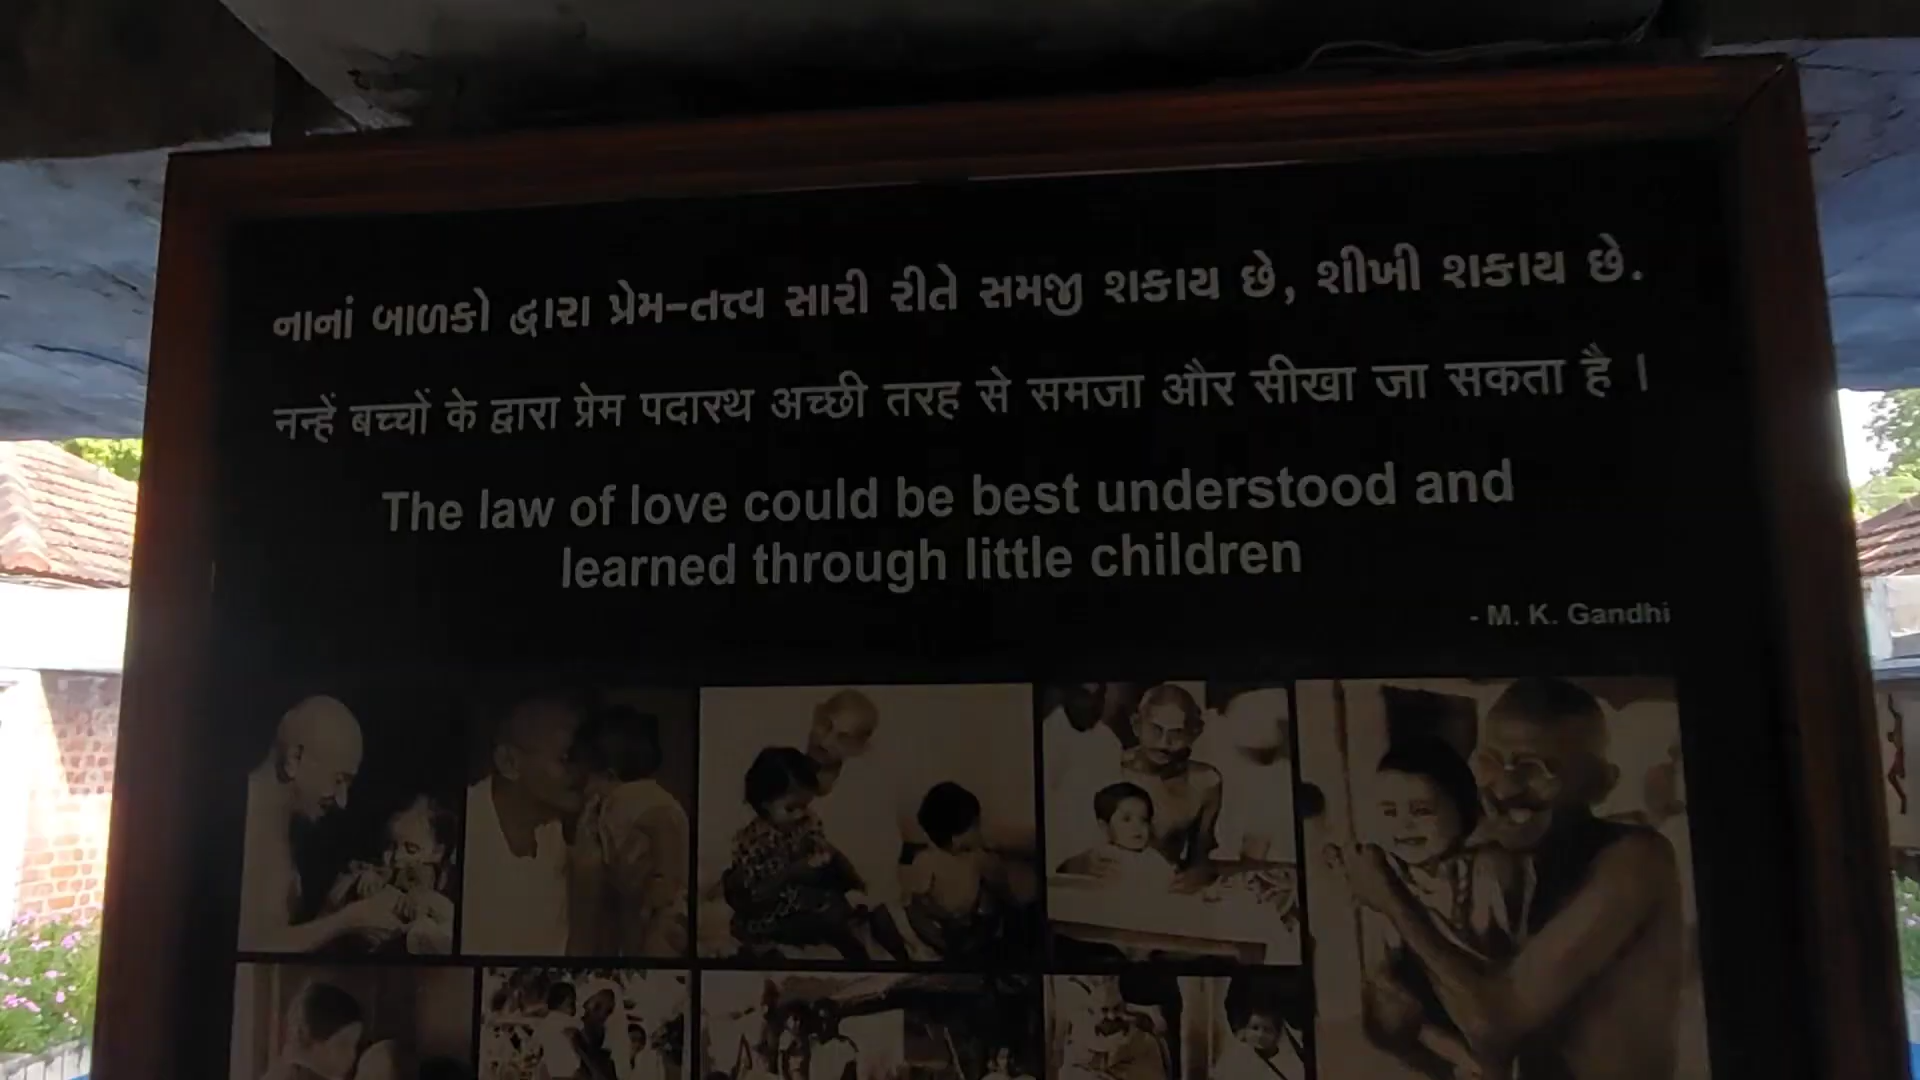 નાનાં બાળકો દ્વારા પ્રેમ-તત્ત્વ સારી રીતે સમજી શકાય છે, શીખી શકાય છે.
नन्हें बच्चों के द्वारा प्रेम पदारथ अच्छी तरह से समजा और सीखा जा सकता है ।
The law of love could be best understood and
learned through little children
- M. K. Gandhi